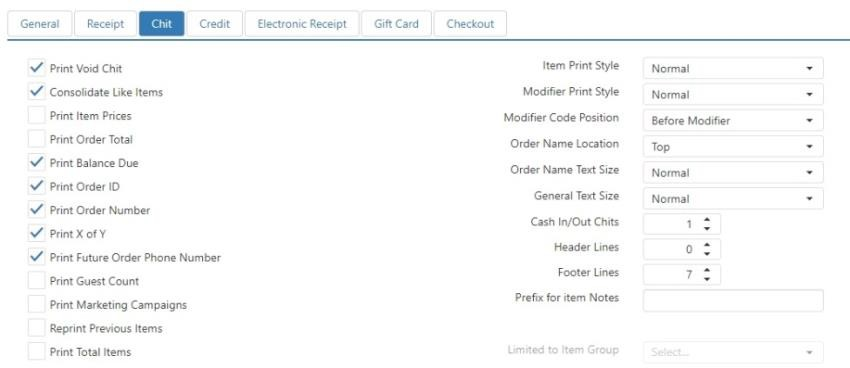 General Receipt Chit Credit Electronic Receipt Gift Card Checkout
Print Void Chit
Consolidate Like Items
Print Item Prices
Print Order Total
Print Balance Due
Print Order ID
Print Order Number
Print X of Y
Print Future Order Phone Number
Print Guest Count
Print Marketing Campaigns
Reprint Previous Items
Print Total Items
Item Print Style Normal
Modifier Print Style Normal
Modifier Code Position Before Modifier
Order Name Location Top
Order Name Text Size Normal
General Text Size Normal
Cash In/Out Chits 1
Header Lines 0
Footer Lines 7
Prefix for item Notes
Limited to Item Group Select...